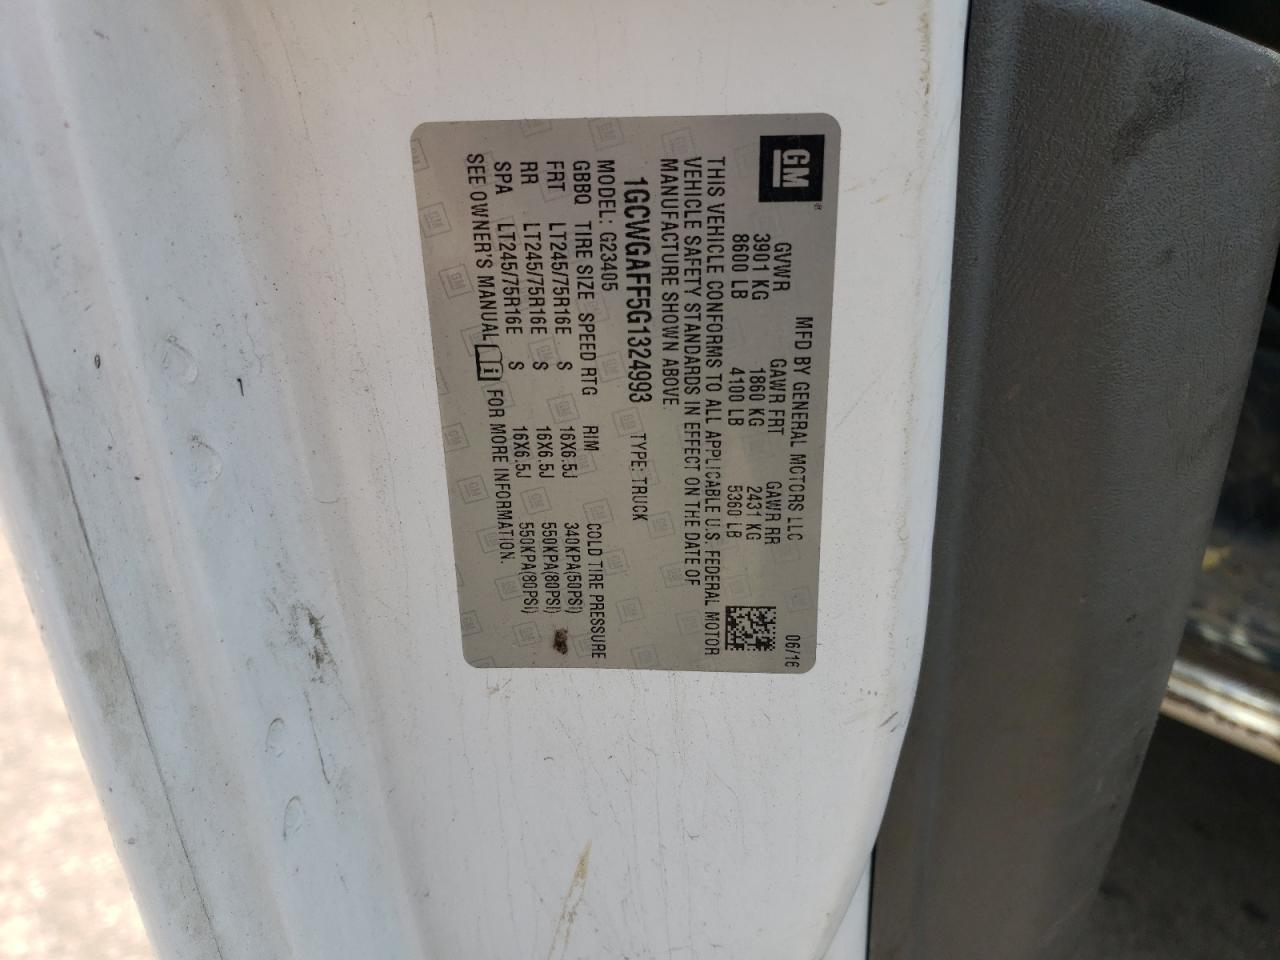 GM
MFD BY GENERAL MOTORS LLC 06/16
GVWR GAWR FRT GAWR RR
3901 KG 1860 KG 2431 KG
8600 LB 4100 LB 5360 LB
THIS VEHICLE CONFORMS TO ALL APPLICABLE U.S. FEDERAL MOTOR
VEHICLE SAFETY STANDARDS IN EFFECT ON THE DATE OF
MANUFACTURE SHOWN ABOVE.
1GCWGAFF5G1324993 TYPE: TRUCK
MODEL: G23405
GBBQ TIRE SIZE SPEED RTG RIM COLD TIRE PRESSURE
FRT LT245/75R16E S 16X6.5J 340KPA(50PSI)
RR LT245/75R16E S 16X6.5J 550KPA(80PSI)
SPA LT245/75R16E S 16X6.5J 550KPA(80PSI)
SEE OWNER'S MANUAL i FOR MORE INFORMATION.